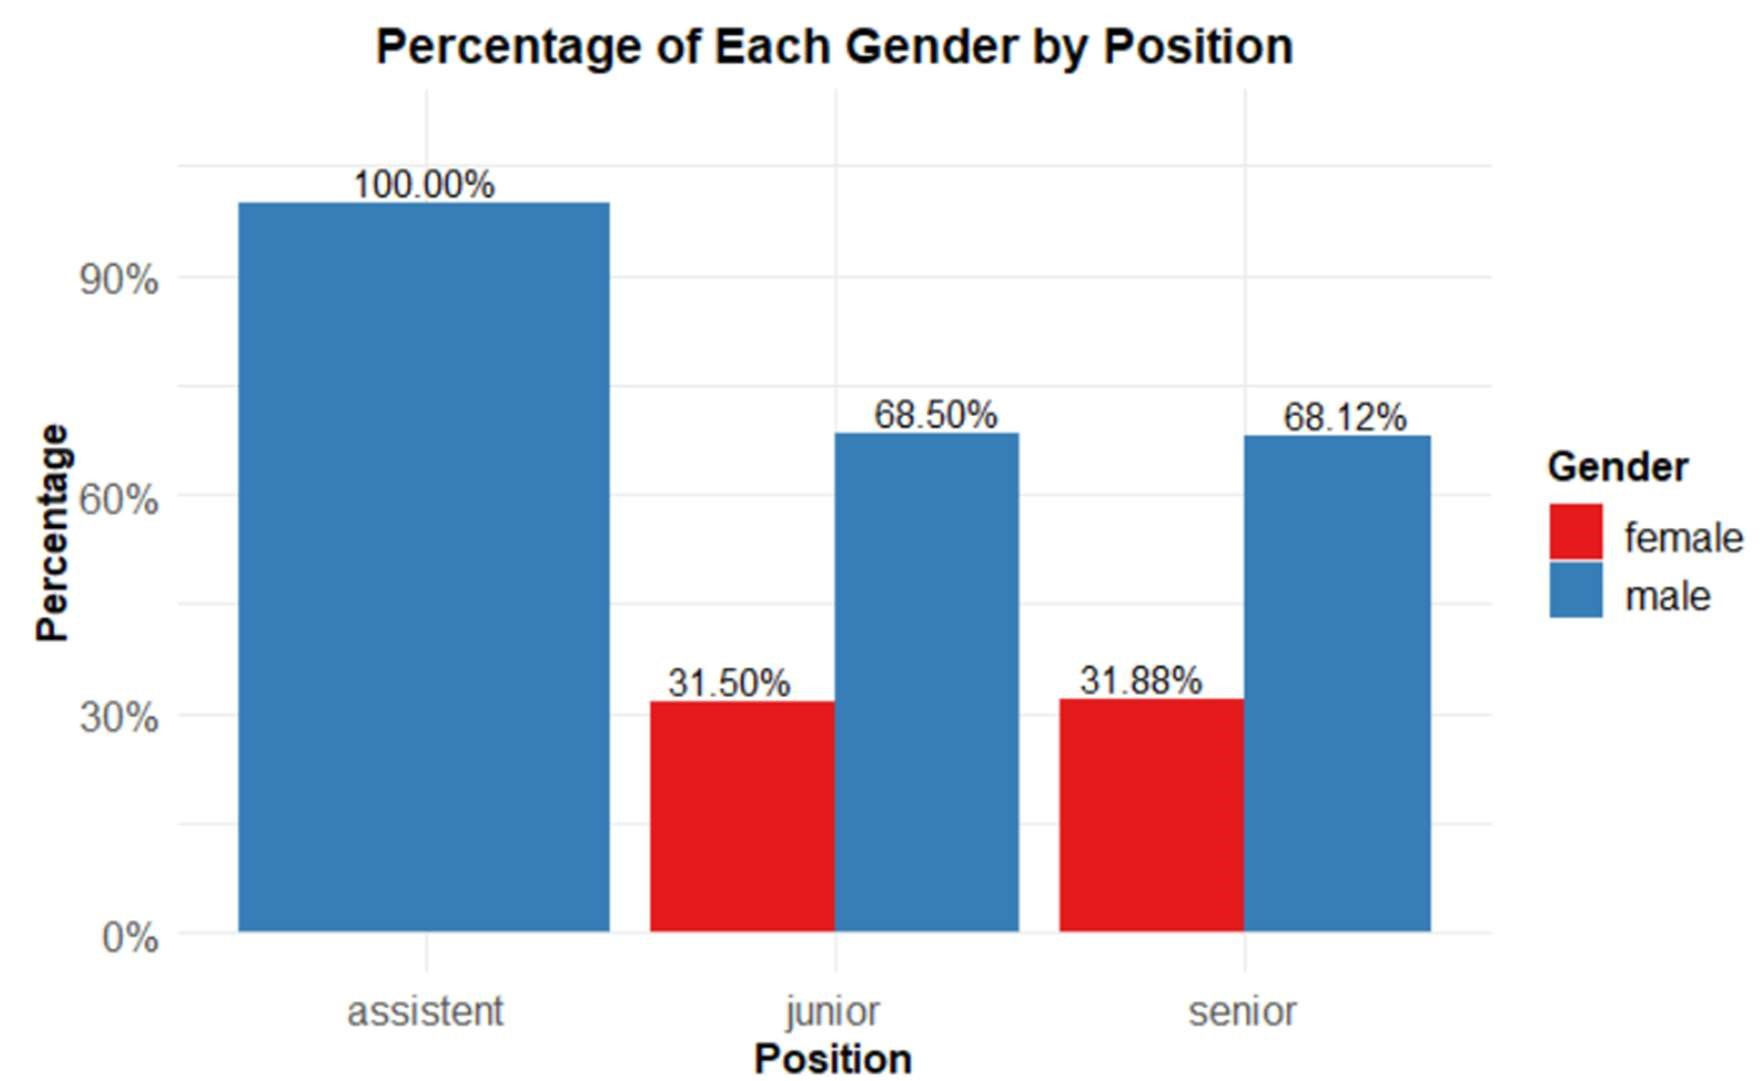 Percentage of Each Gender by Position
100.00%
90%
68.50%
68.12%
Percentage
Gender
60%
female
male
31.50%
31.88%
30%
0%
assistent
junior
senior
Position